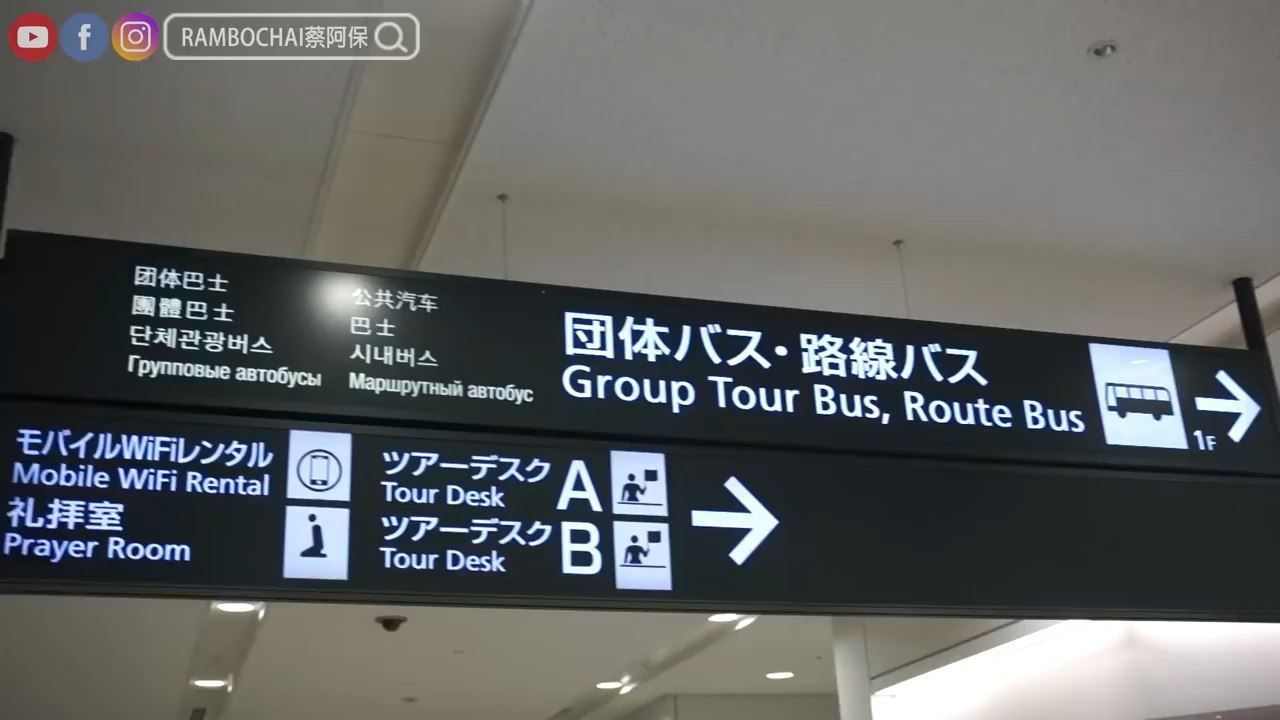 RAMBOCHAI蔡阿保
团体巴士
團體巴士
단체관광버스
Групповые автобусы
公共汽车
巴士
시내버스
Маршрутный автобус
団体バス・路線バス
Group Tour Bus, Route Bus
1F
モバイルWiFiレンタル
Mobile WiFi Rental
礼拝室
Prayer Room
ツアーデスク A
Tour Desk
ツアーデスク B
Tour Desk